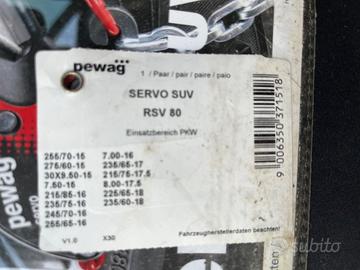 pewag
1 / Paar / pair / paire / paio
SERVO SUV
RSV 80
Einsatzbereich PKW
255/70-15 7.00-16
275/60-15 235/65-17
30X9.50-15 215/75-17.5
7.50-15 8.00-17.5
215/85-16 225/65-18
235/75-16 235/60-18
245/70-16
255/65-16
Fahrzeugherstellerdaten beachten!
V1.0 X30
9 006350 371518
pewag
subito